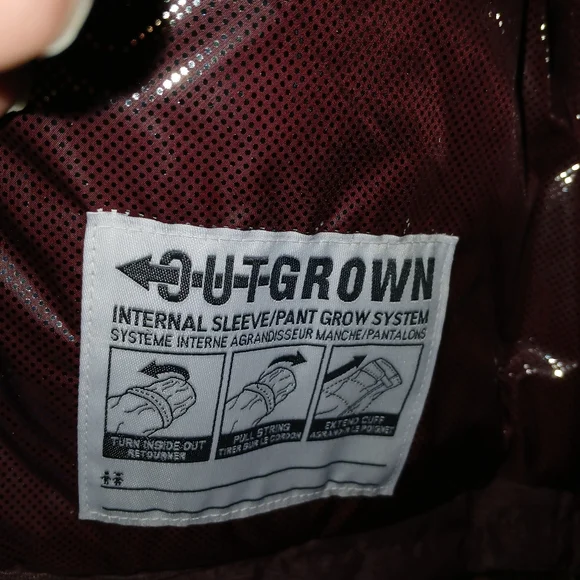 OUTGROWN
INTERNAL SLEEVE/PANT GROW SYSTEM
SYSTÈME INTERNE AGRANDISSEUR MANCHE/PANTALONS
TURN INSIDE OUT
RETOURNER
PULL STRING
TIRER SUR LE CORDON
EXTEND CUFF
AGRANDIR LE POIGNET